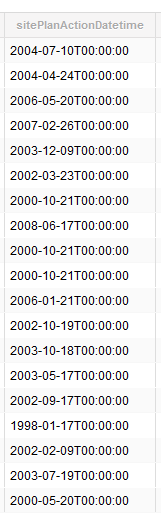 sitePlanActionDatetime
2004-07-10T00:00:00
2004-04-24T00:00:00
2006-05-20T00:00:00
2007-02-26T00:00:00
2003-12-09T00:00:00
2002-03-23T00:00:00
2000-10-21T00:00:00
2008-06-17T00:00:00
2000-10-21T00:00:00
2000-10-21T00:00:00
2006-01-21T00:00:00
2002-10-19T00:00:00
2003-10-18T00:00:00
2003-05-17T00:00:00
2002-09-17T00:00:00
1998-01-17T00:00:00
2002-02-09T00:00:00
2003-07-19T00:00:00
2000-05-20T00:00:00